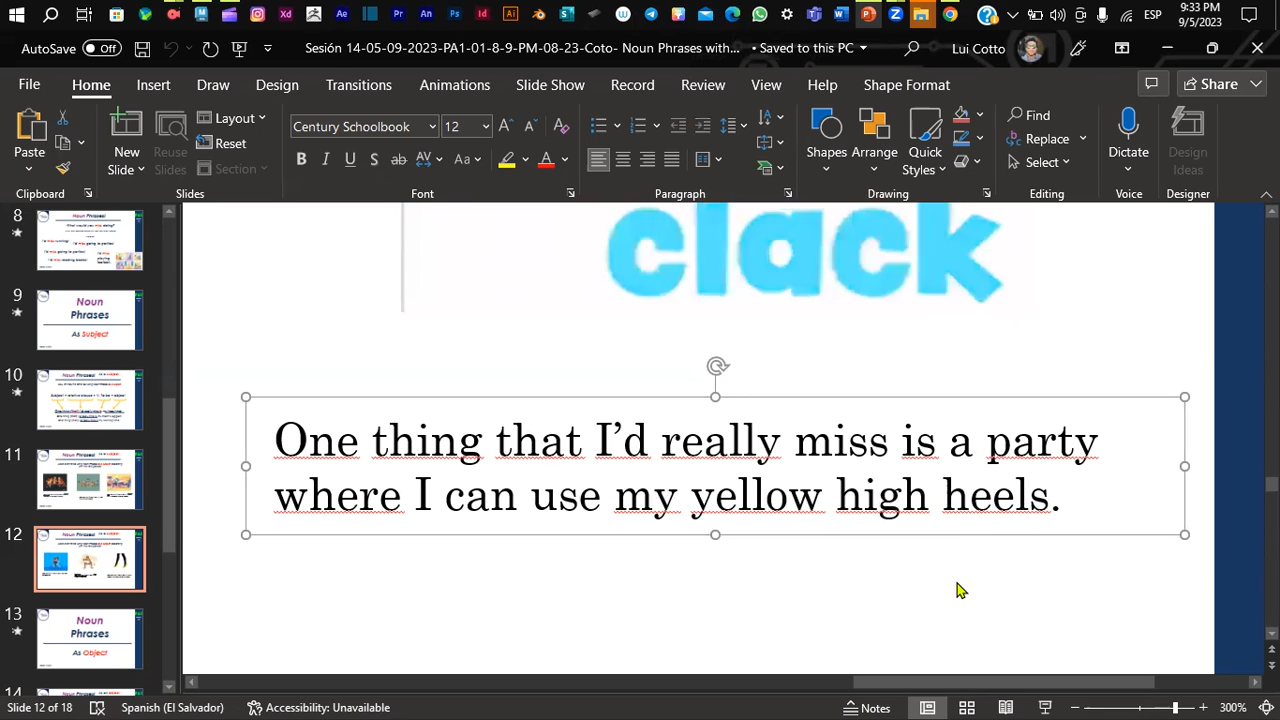 9:33 PM
ESP
9/5/2023
AutoSave
Off
Sesión 14-05-09-2023-PA1-01-8-9-PM-08-23-Coto- Noun Phrases with... • Saved to this PC
Lui Cotto
File
Home
Insert
Draw
Design
Transitions
Animations
Slide Show
Record
Review
View
Help
Shape Format
Share
Paste
New
Slide
Reuse
Slides
Layout
Reset
Section
Century Schoolbook
12
Shapes
Arrange
Quick
Styles
Find
Replace
Select
Dictate
Design
Ideas
Clipboard
Slides
Font
Paragraph
Drawing
Editing
Voice
Designer
8
Noun Phrases!
9
Noun
Phrases
As Subject
10
11
12
13
Noun
Phrases
As Object
14
clack
One thing that I’d really miss is a party
where I can use my yellow high heels.
Slide 12 of 18
Spanish (El Salvador)
Accessibility: Unavailable
Notes
300%